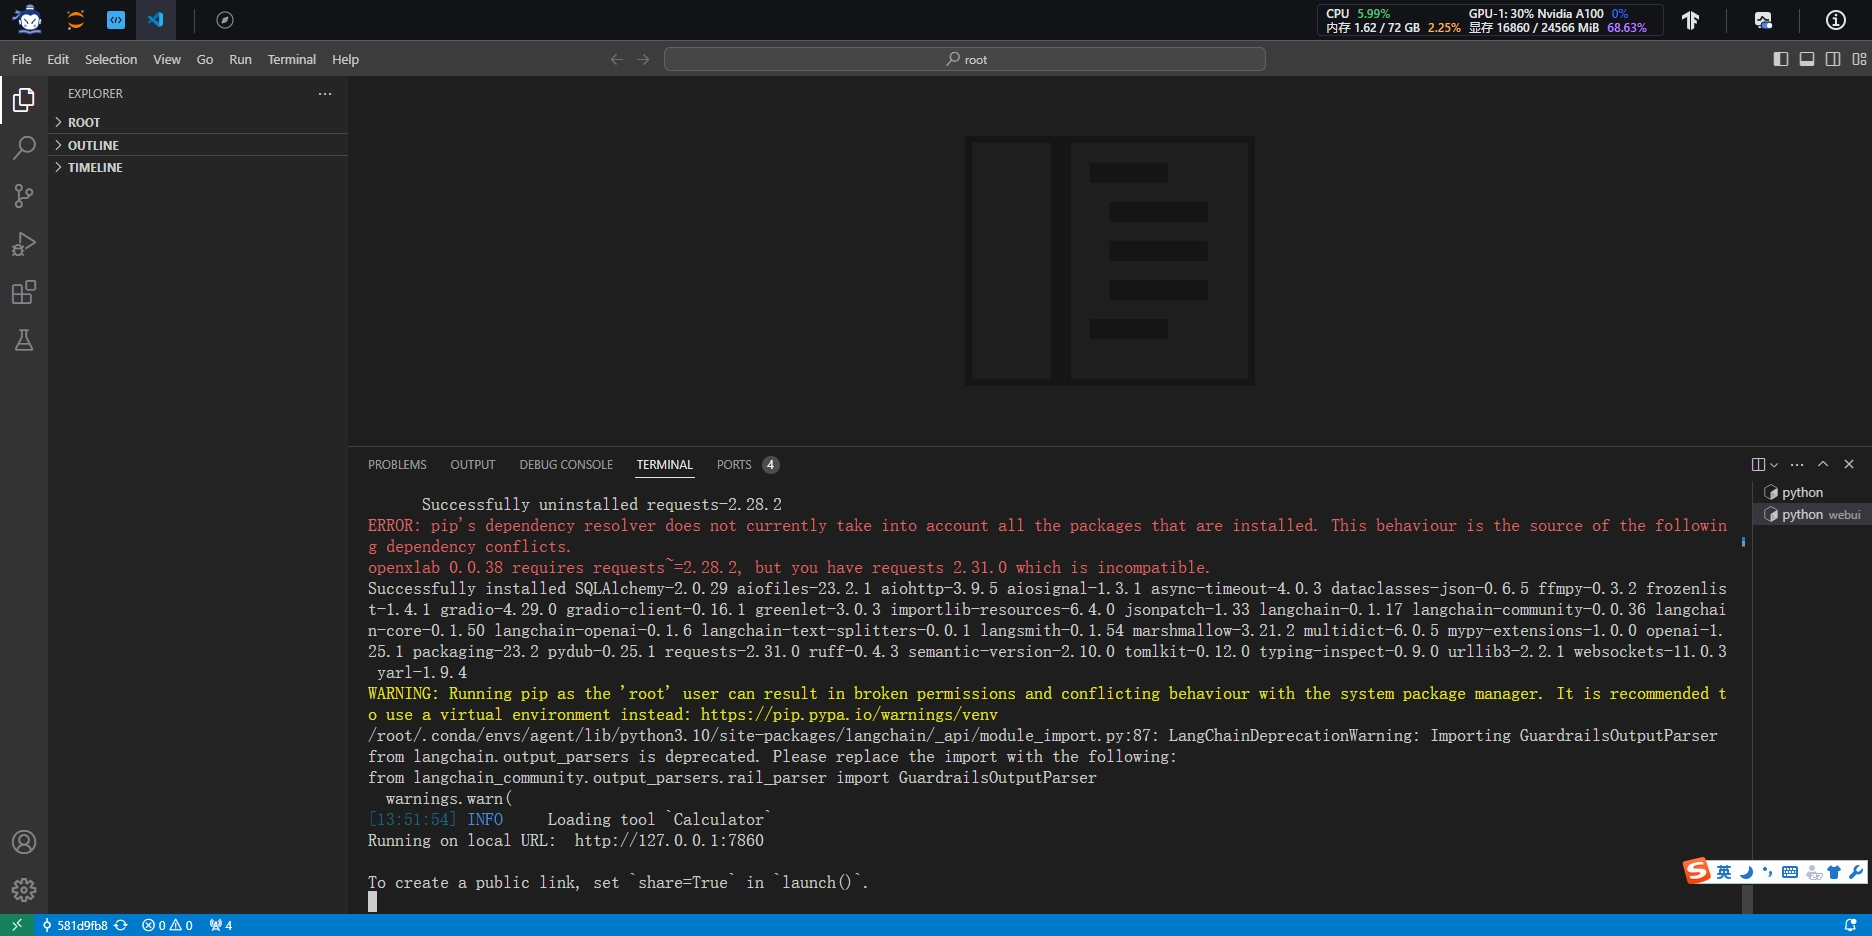 CPU 5.99% GPU-1: 30% Nvidia A100 0%
内存 1.62 / 72 GB 2.25% 显存 16860 / 24566 MiB 68.63%
File Edit Selection View Go Run Terminal Help
root
EXPLORER
ROOT
OUTLINE
TIMELINE
PROBLEMS OUTPUT DEBUG CONSOLE TERMINAL PORTS 4
python
python webui
Successfully uninstalled requests-2.28.2
ERROR: pip's dependency resolver does not currently take into account all the packages that are installed. This behaviour is the source of the followin
g dependency conflicts.
openxlab 0.0.38 requires requests~=2.28.2, but you have requests 2.31.0 which is incompatible.
Successfully installed SQLAlchemy-2.0.29 aiofiles-23.2.1 aiohttp-3.9.5 aiosignal-1.3.1 async-timeout-4.0.3 dataclasses-json-0.6.5 ffmpy-0.3.2 frozenlis
t-1.4.1 gradio-4.29.0 gradio-client-0.16.1 greenlet-3.0.3 importlib-resources-6.4.0 jsonpatch-1.33 langchain-0.1.17 langchain-community-0.0.36 langchai
n-core-0.1.50 langchain-openai-0.1.6 langchain-text-splitters-0.0.1 langsmith-0.1.54 marshmallow-3.21.2 multidict-6.0.5 mypy-extensions-1.0.0 openai-1.
25.1 packaging-23.2 pydub-0.25.1 requests-2.31.0 ruff-0.4.3 semantic-version-2.10.0 tomlkit-0.12.0 typing-inspect-0.9.0 urllib3-2.2.1 websockets-11.0.3
yarl-1.9.4
WARNING: Running pip as the 'root' user can result in broken permissions and conflicting behaviour with the system package manager. It is recommended t
o use a virtual environment instead: https://pip.pypa.io/warnings/venv
/root/.conda/envs/agent/lib/python3.10/site-packages/langchain/_api/module_import.py:87: LangChainDeprecationWarning: Importing GuardrailsOutputParser
from langchain.output_parsers is deprecated. Please replace the import with the following:
from langchain_community.output_parsers.rail_parser import GuardrailsOutputParser
warnings.warn(
[13:51:54] INFO Loading tool `Calculator`
Running on local URL: http://127.0.0.1:7860
To create a public link, set `share=True` in `launch()`.
英
581d9fb8 0 0 4